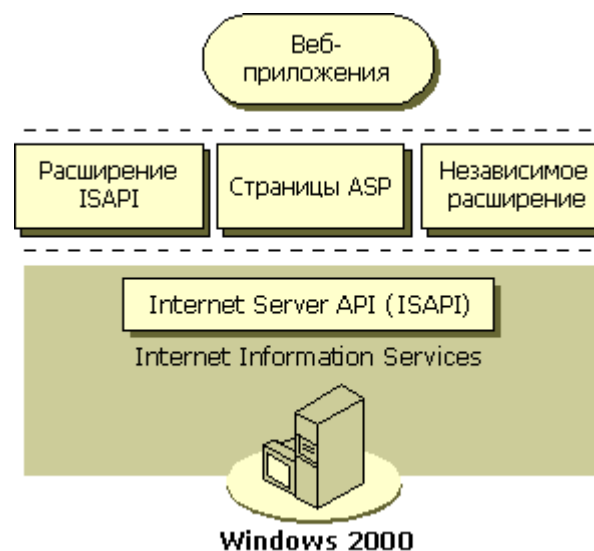 Веб-
приложения
Расширение
ISAPI
Страницы ASP
Независимое
расширение
Internet Server API (ISAPI)
Internet Information Services
Windows 2000